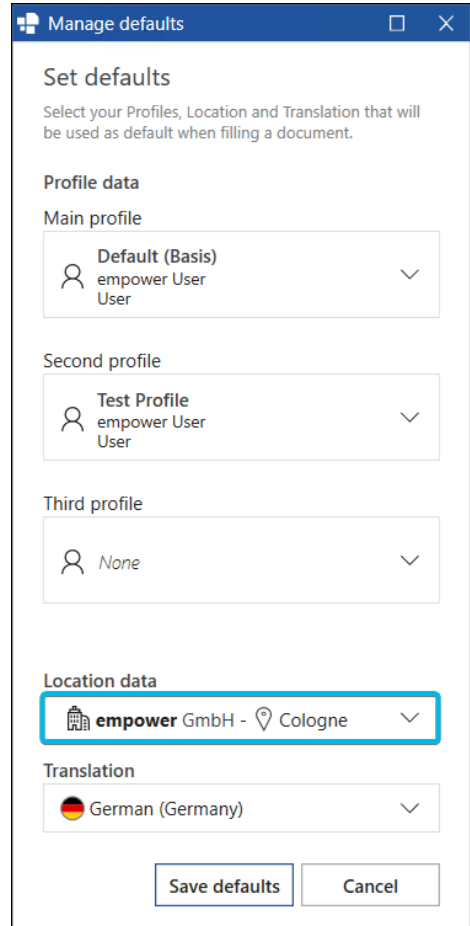 Manage defaults
Set defaults
Select your Profiles, Location and Translation that will
be used as default when filling a document.
Profile data
Main profile
Default (Basis)
empower User
User
Second profile
Test Profile
empower User
User
Third profile
None
Location data
empower GmbH - Cologne
Translation
German (Germany)
Save defaults Cancel